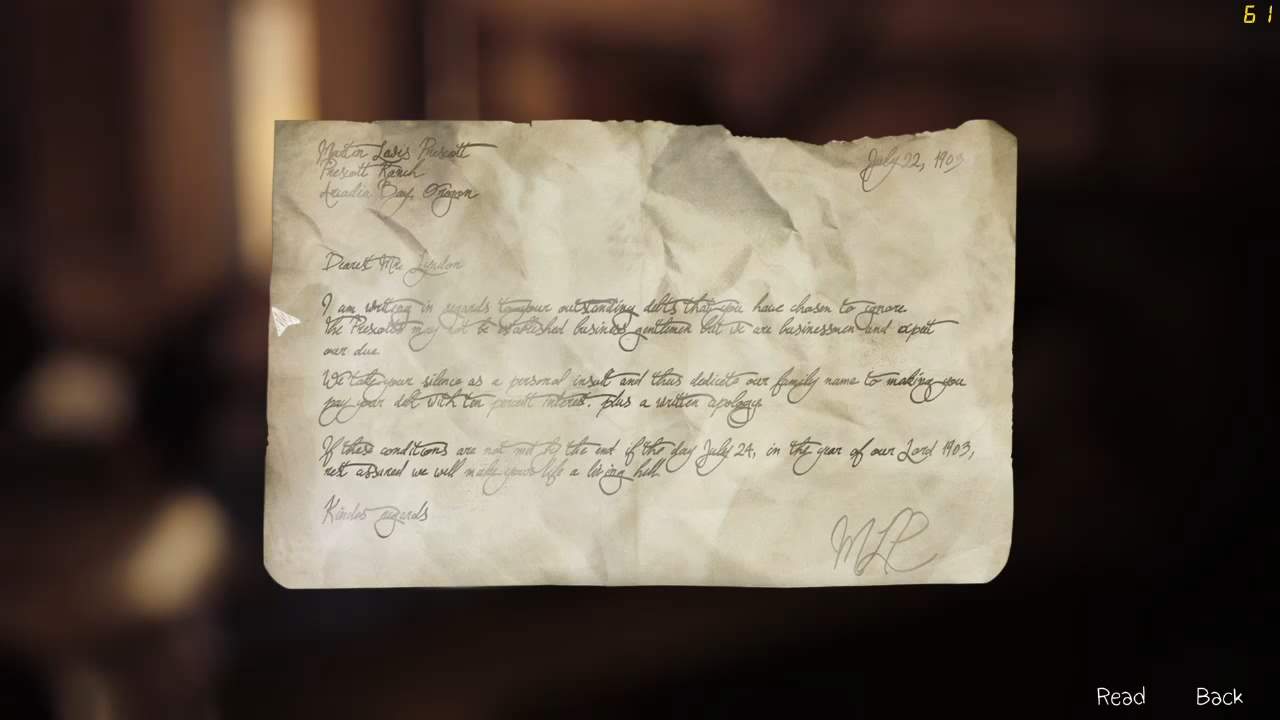 61
Martin Lewis Prescott
July 22, 1903
Prescott Ranch
Arcadia Bay, Oregon
Dearest Mr. Lyndon
I am writing in regards to your outstanding debts that you have chosen to ignore.
The Prescotts may not be established business gentlemen but we are businessmen and expect
our due.
We take your silence as a personal insult and thus dedicate our family name to making you
pay your debt with ten percent interest, plus a written apology.
If these conditions are not met by the end if the day July 24, in the year of our Lord 1903,
rest assured we will make your life a living hell.
Kindes regards
MLP
Read Back